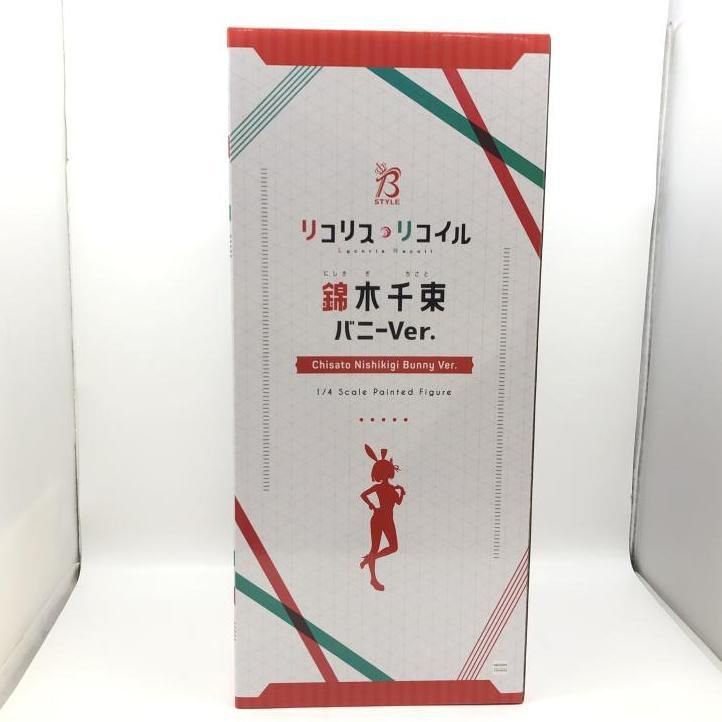 B
STYLE
リコリス・リコイル
Lycoris Recoil
にしき ぎ ちさと
錦木千束
バニーVer.
Chisato Nishikigi Bunny Ver.
1/4 Scale Painted Figure